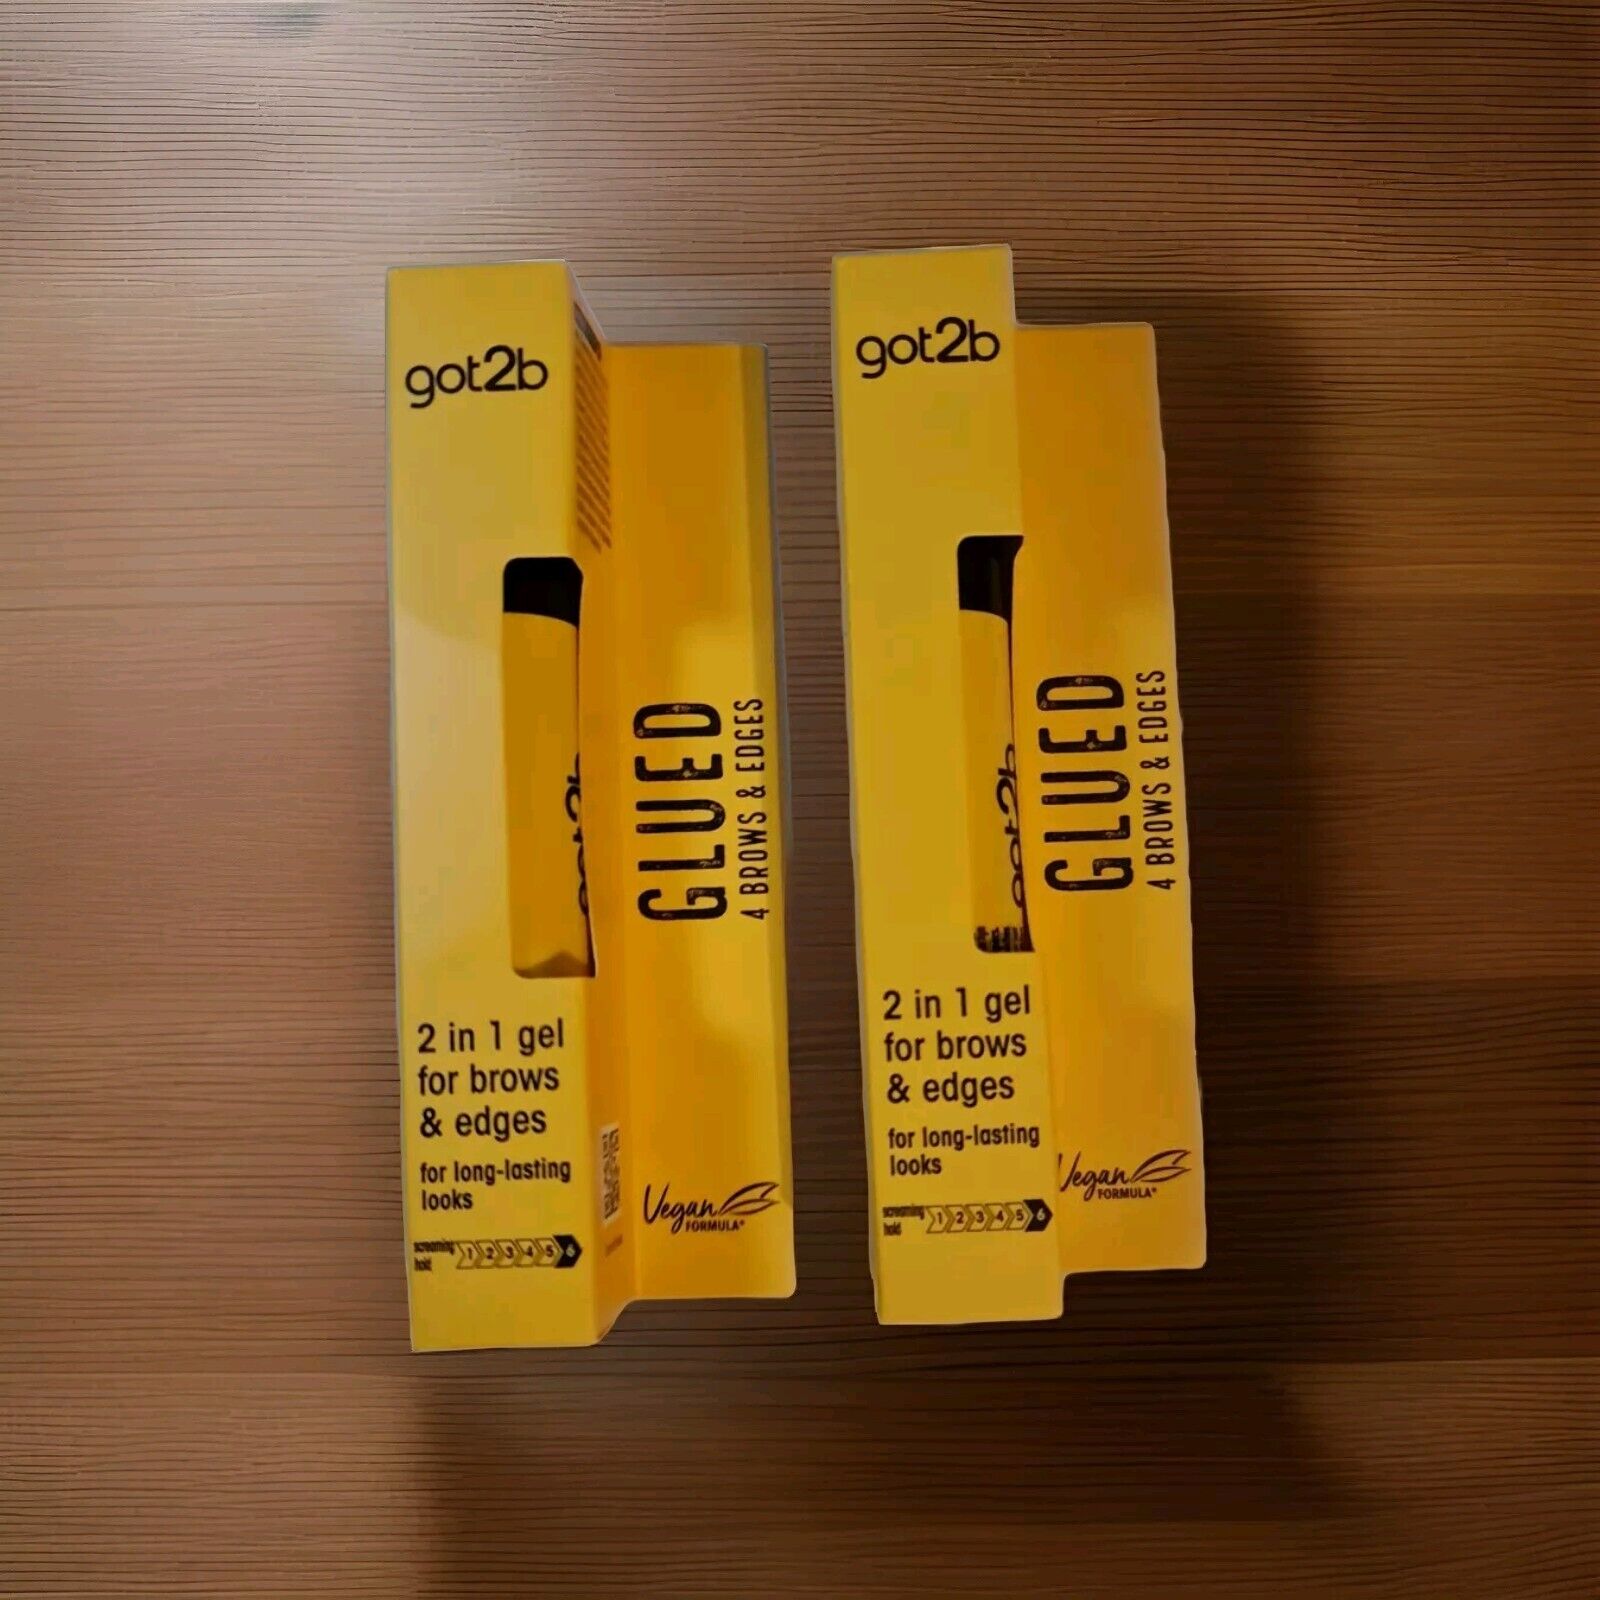 got2b
GLUED
4 BROWS & EDGES
2 in 1 gel
for brows
& edges
for long-lasting
looks
screaming
hold
1 2 3 4 5 6
Vegan
FORMULA*
got2b
got2b
GLUED
4 BROWS & EDGES
2 in 1 gel
for brows
& edges
for long-lasting
looks
screaming
hold
1 2 3 4 5 6
Vegan
FORMULA*
got2b